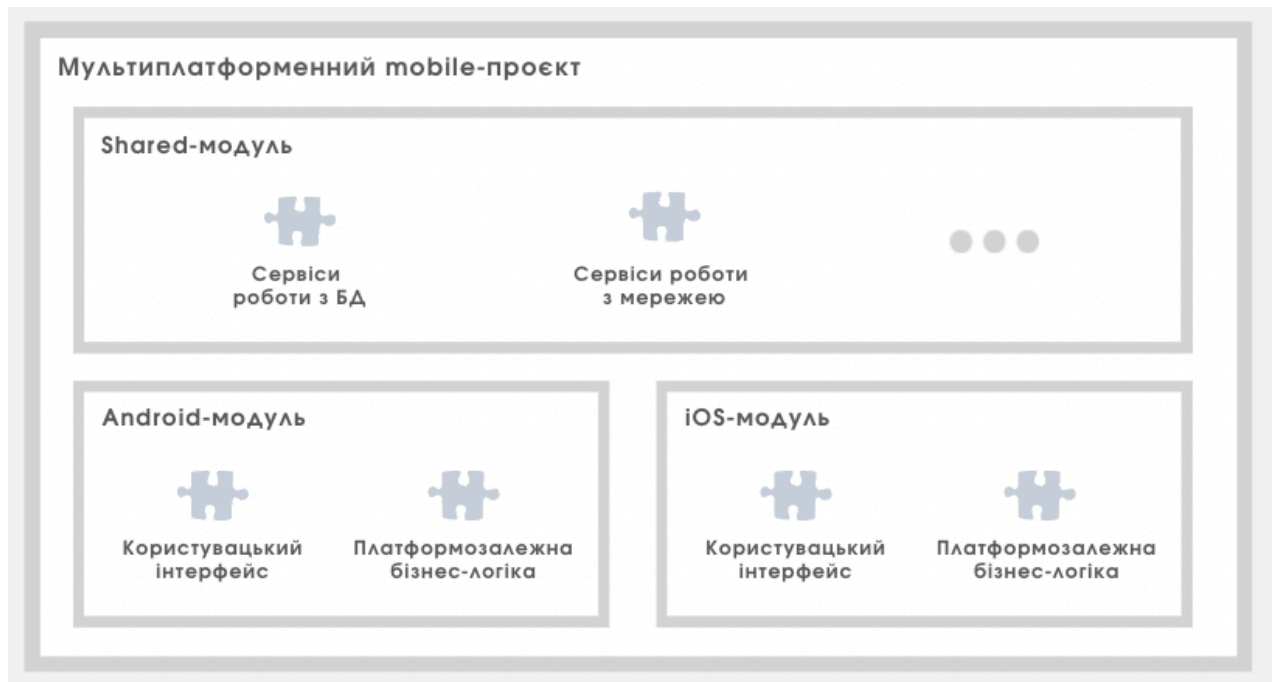 Мультиплатформенний mobile-проєкт
Shared-модуль
Сервіси
роботи з БД
Сервіси роботи
з мережею
Android-модуль
Користувацький
інтерфейс
Платформозалежна
бізнес-логіка
iOS-модуль
Користувацький
інтерфейс
Платформозалежна
бізнес-логіка